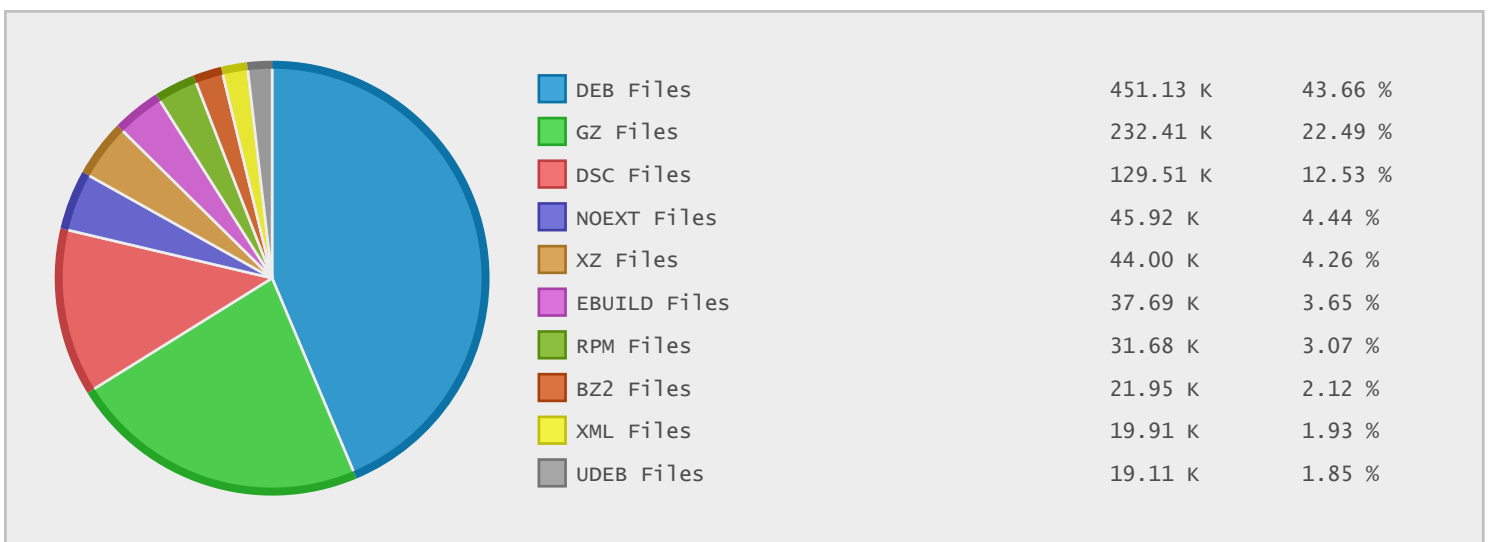 DEB Files 451.13 K 43.66 %
GZ Files 232.41 K 22.49 %
DSC Files 129.51 K 12.53 %
NOEXT Files 45.92 K 4.44 %
XZ Files 44.00 K 4.26 %
EBUILD Files 37.69 K 3.65 %
RPM Files 31.68 K 3.07 %
BZ2 Files 21.95 K 2.12 %
XML Files 19.91 K 1.93 %
UDEB Files 19.11 K 1.85 %